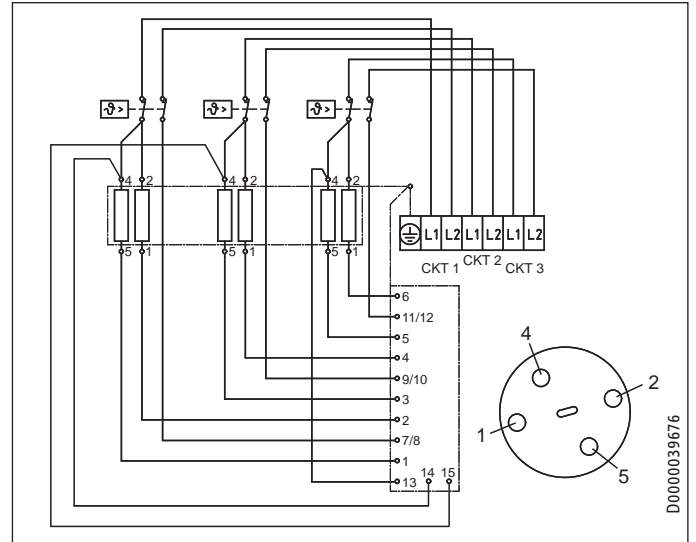 ϑ> ϑ> ϑ>
4 2 4 2 4 2
5 1 5 1 5 1
L1 L2 L1 L2 L1 L2
CKT 1 CKT 2 CKT 3
6
11/12
5
4
9/10
3
2
7/8
1
13 14 15
4
2
1
5
D0000039676